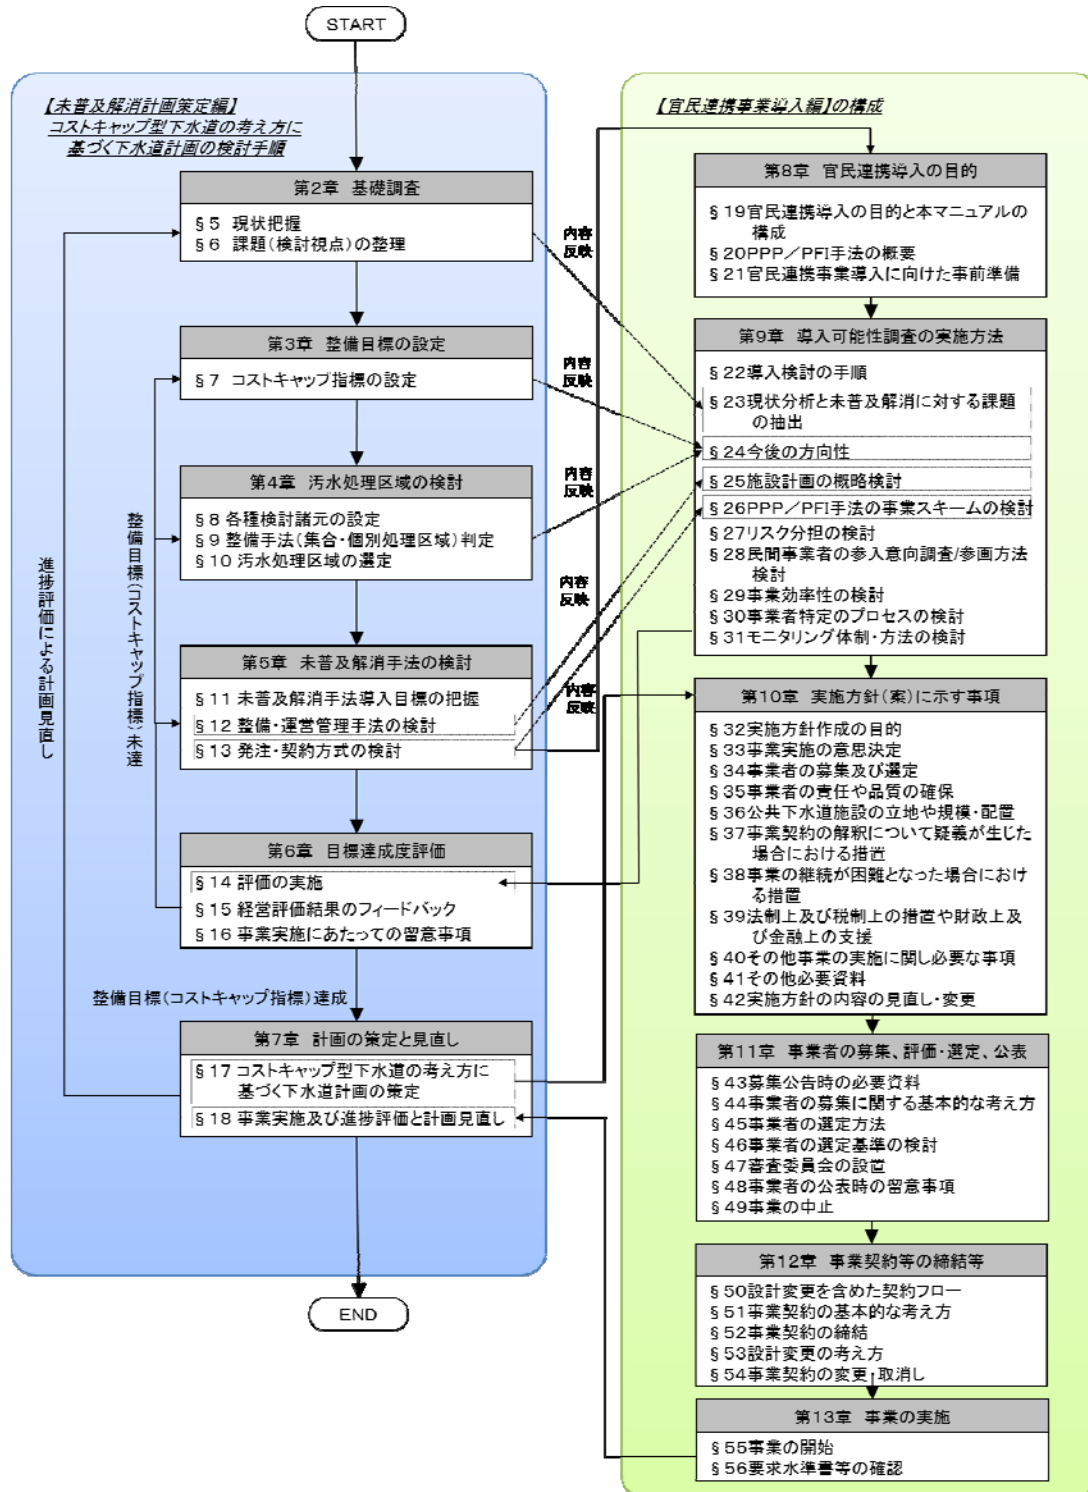 START
【未普及解消計画策定編】
コストキャップ型下水道の考え方に
基づく下水道計画の検討手順
第2章 基礎調査
§5 現状把握
§6 課題(検討視点)の整理
第3章 整備目標の設定
§7 コストキャップ指標の設定
第4章 汚水処理区域の検討
§8 各種検討諸元の設定
§9 整備手法(集合・個別処理区域)判定
§10 汚水処理区域の選定
第5章 未普及解消手法の検討
§11 未普及解消手法導入目標の把握
§12 整備・運営管理手法の検討
§13 発注・契約方式の検討
第6章 目標達成度評価
§14 評価の実施
§15 経営評価結果のフィードバック
§16 事業実施にあたっての留意事項
整備目標(コストキャップ指標)達成
第7章 計画の策定と見直し
§17 コストキャップ型下水道の考え方に
基づく下水道計画の策定
§18 事業実施及び進捗評価と計画見直し
END
進捗評価による計画見直し
整備目標(コストキャップ指標)未達
内容
反映
内容
反映
内容
反映
内容
反映
内容
反映
【官民連携事業導入編】の構成
第8章 官民連携導入の目的
§19官民連携導入の目的と本マニュアルの
構成
§20PPP/PFI手法の概要
§21官民連携事業導入に向けた事前準備
第9章 導入可能性調査の実施方法
§22導入検討の手順
§23現状分析と未普及解消に対する課題
の抽出
§24今後の方向性
§25施設計画の概略検討
§26PPP/PFI手法の事業スキームの検討
§27リスク分担の検討
§28民間事業者の参入意向調査/参画方法
検討
§29事業効率性の検討
§30事業者特定のプロセスの検討
§31モニタリング体制・方法の検討
第10章 実施方針(案)に示す事項
§32実施方針作成の目的
§33事業実施の意思決定
§34事業者の募集及び選定
§35事業者の責任や品質の確保
§36公共下水道施設の立地や規模・配置
§37事業契約の解釈について疑義が生じた
場合における措置
§38事業の継続が困難となった場合におけ
る措置
§39法制上及び税制上の措置や財政上及
び金融上の支援
§40その他事業の実施に関し必要な事項
§41その他必要資料
§42実施方針の内容の見直し・変更
第11章 事業者の募集、評価・選定、公表
§43募集公告時の必要資料
§44事業者の募集に関する基本的な考え方
§45事業者の選定方法
§46事業者の選定基準の検討
§47審査委員会の設置
§48事業者の公表時の留意事項
§49事業の中止
第12章 事業契約等の締結等
§50設計変更を含めた契約フロー
§51事業契約の基本的な考え方
§52事業契約の締結
§53設計変更の考え方
§54事業契約の変更・取消し
第13章 事業の実施
§55事業の開始
§56要求水準書等の確認